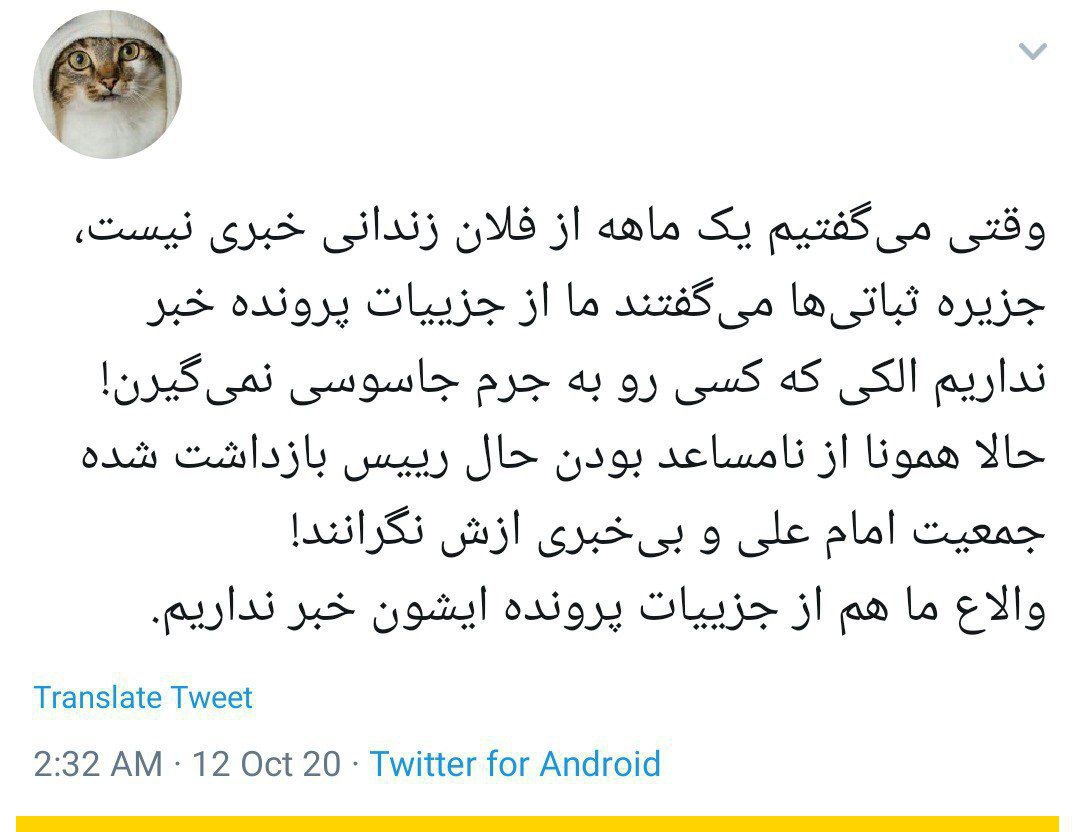 وقتی می‌گفتیم یک ماهه از فلان زندانی خبری نیست،
جزیره ثباتی‌ها می‌گفتند ما از جزییات پرونده خبر
نداریم الکی که کسی رو به جرم جاسوسی نمی‌گیرن!
حالا همونا از نامساعد بودن حال رییس بازداشت شده
جمعیت امام علی و بی‌خبری ازش نگرانند!
والاع ما هم از جزییات پرونده ایشون خبر نداریم.
Translate Tweet
2:32 AM · 12 Oct 20 · Twitter for Android